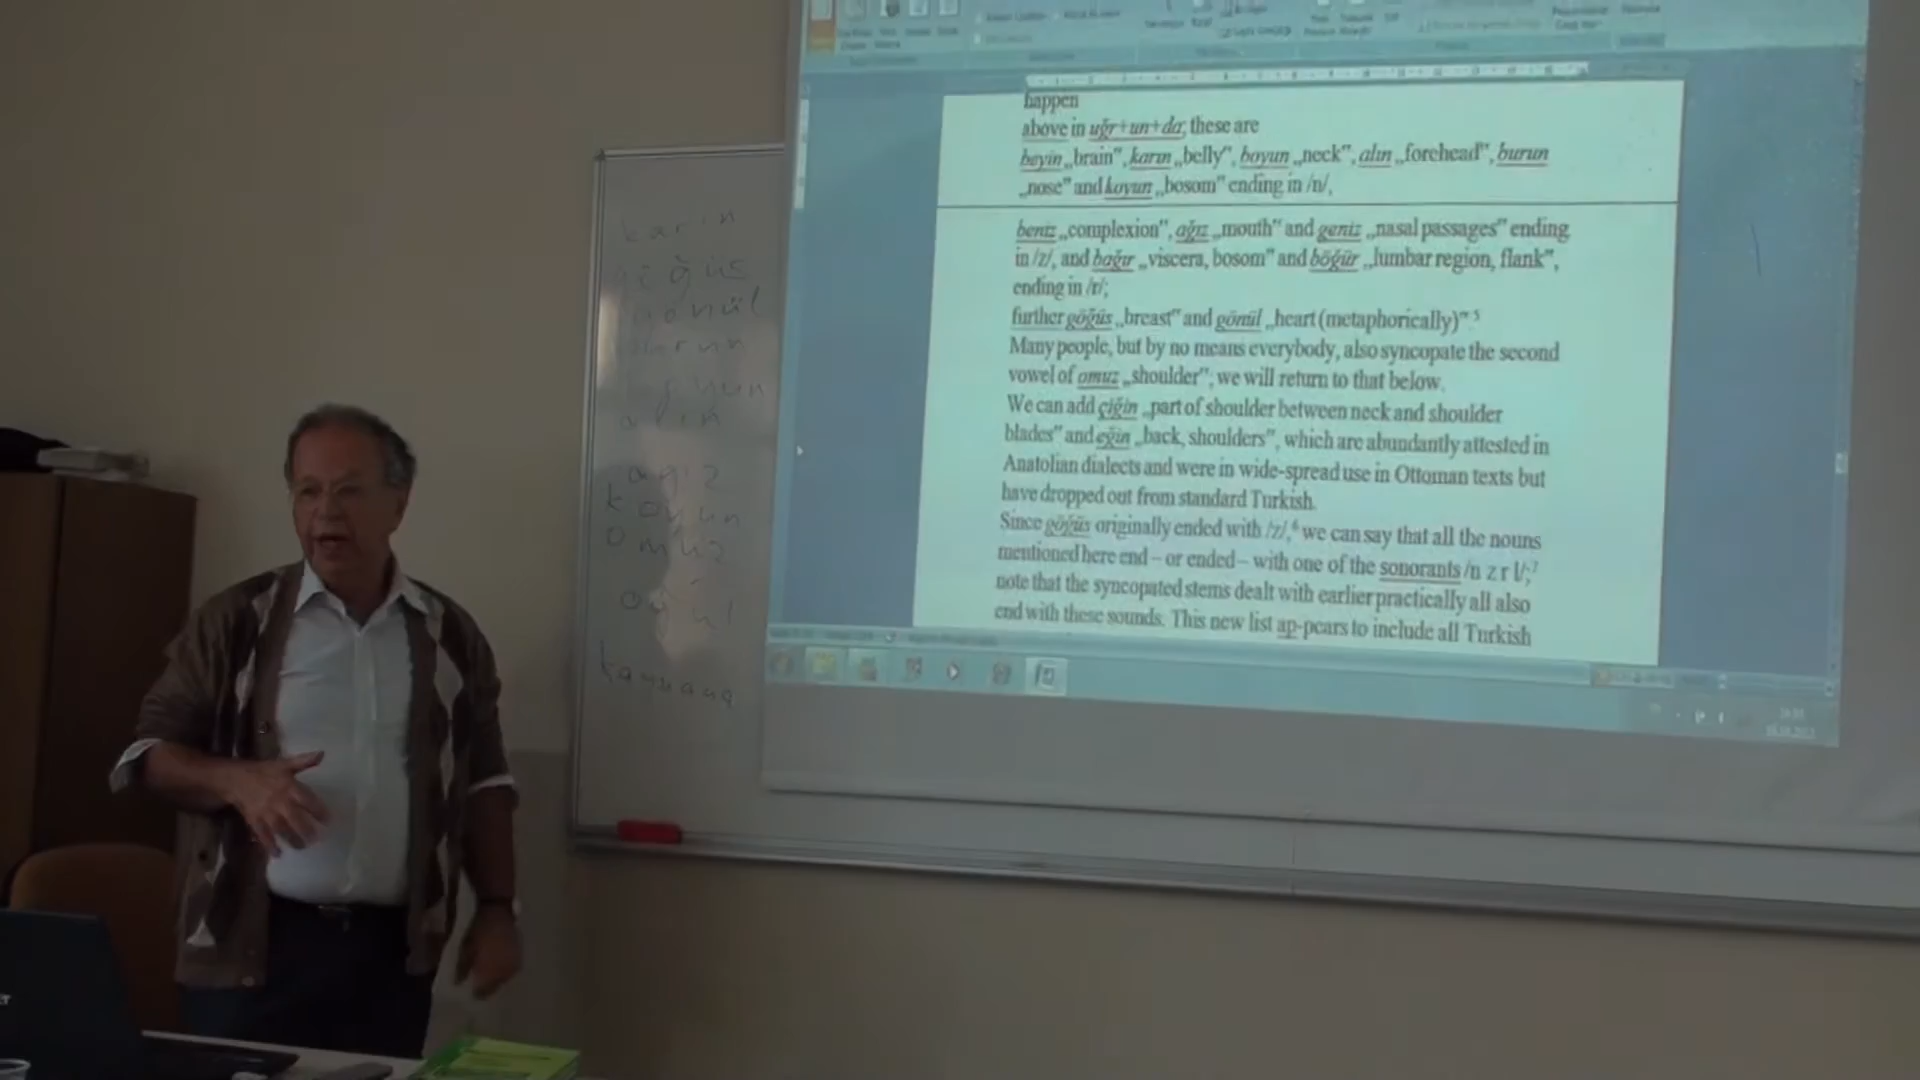 karın
göğüs
gönül
burun
boyun
alın
ağız
koyun
omuz
oğul
happen
above in uğr+un+da; these are
beyin „brain”, karın „belly”, boyun „neck”, alın „forehead”, burun
„nose” and koyun „bosom” ending in /n/,
beniz „complexion”, ağız „mouth” and geniz „nasal passages” ending
in /z/, and bağır „viscera, bosom” and böğür „lumbar region, flank”,
ending in /r/;
further göğüs „breast” and gönül „heart (metaphorically)”.5
Many people, but by no means everybody, also syncopate the second
vowel of omuz „shoulder”; we will return to that below.
We can add çiğin „part of shoulder between neck and shoulder
blades” and eğin „back, shoulders”, which are abundantly attested in
Anatolian dialects and were in wide-spread use in Ottoman texts but
have dropped out from standard Turkish.
Since göğüs originally ended with /z/,6 we can say that all the nouns
mentioned here end – or ended – with one of the sonorants /n z r l/;7
note that the syncopated stems dealt with earlier practically all also
end with these sounds. This new list ap-pears to include all Turkish